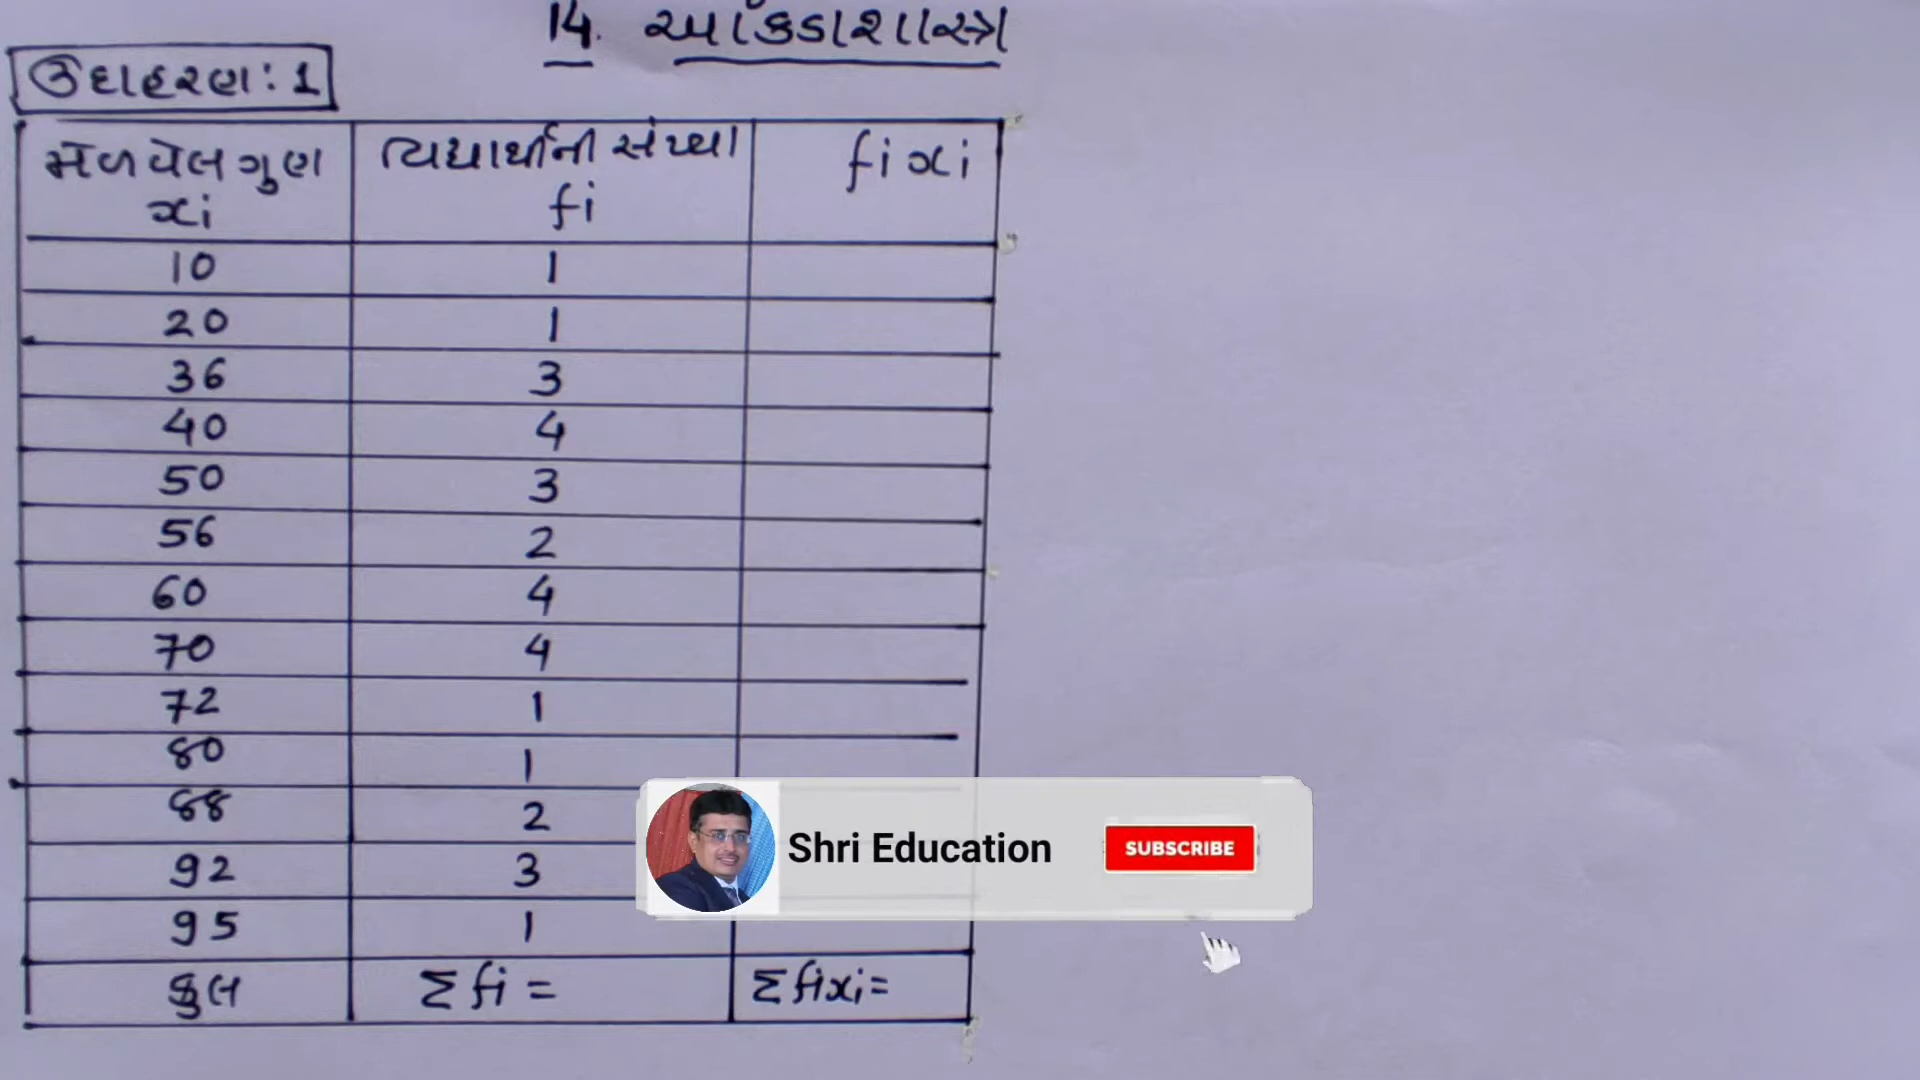 14. આંકડાશાસ્ત્ર
ઉદાહરણ: 1
મેળવેલ ગુણ xi | વિદ્યાર્થીની સંખ્યા fi | fixi
10 | 1
20 | 1
36 | 3
40 | 4
50 | 3
56 | 2
60 | 4
70 | 4
72 | 1
80 | 1
88 | 2
92 | 3
95 | 1
કુલ | Σfi = | Σfixi =
Shri Education SUBSCRIBE